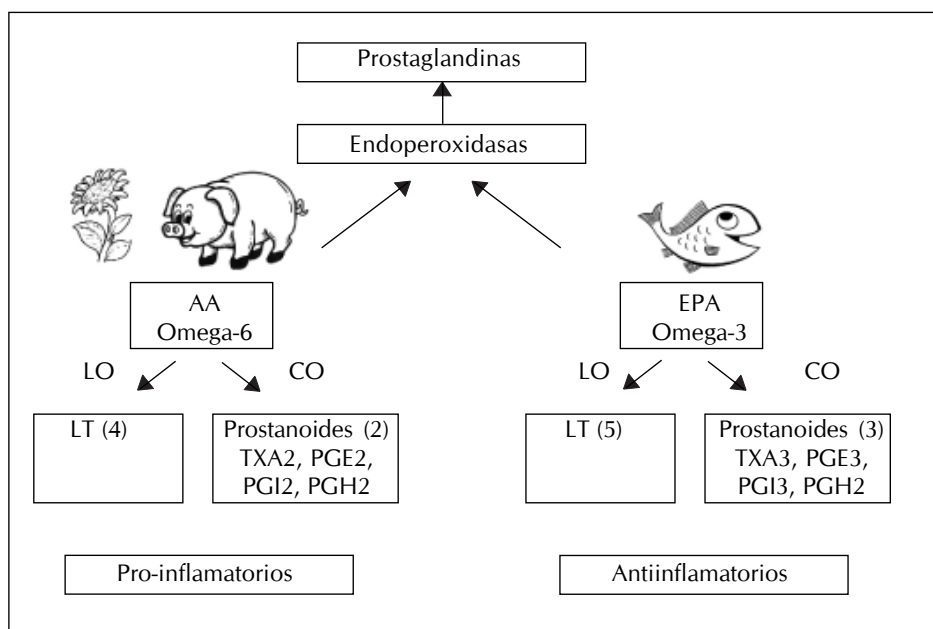 Prostaglandinas
Endoperoxidasas
AA
Omega-6
EPA
Omega-3
LO
CO
LO
CO
LT (4)
Prostanoides (2)
TXA2, PGE2,
PGI2, PGH2
LT (5)
Prostanoides (3)
TXA3, PGE3,
PGI3, PGH2
Pro-inflamatorios
Antiinflamatorios